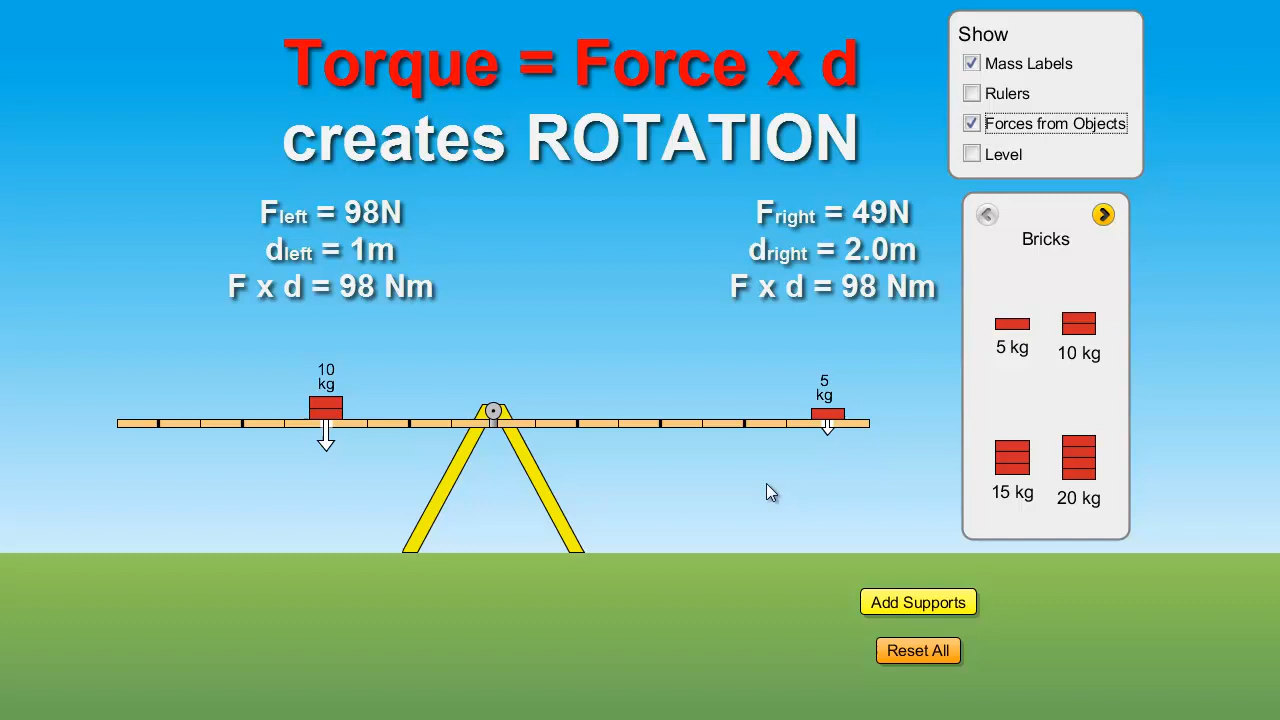 Torque = Force x d
creates ROTATION
Fleft = 98N
dleft = 1m
F x d = 98 Nm
Fright = 49N
dright = 2.0m
F x d = 98 Nm
10
kg
5
kg
Show
Mass Labels
Rulers
Forces from Objects
Level
Bricks
5 kg
10 kg
15 kg
20 kg
Add Supports
Reset All